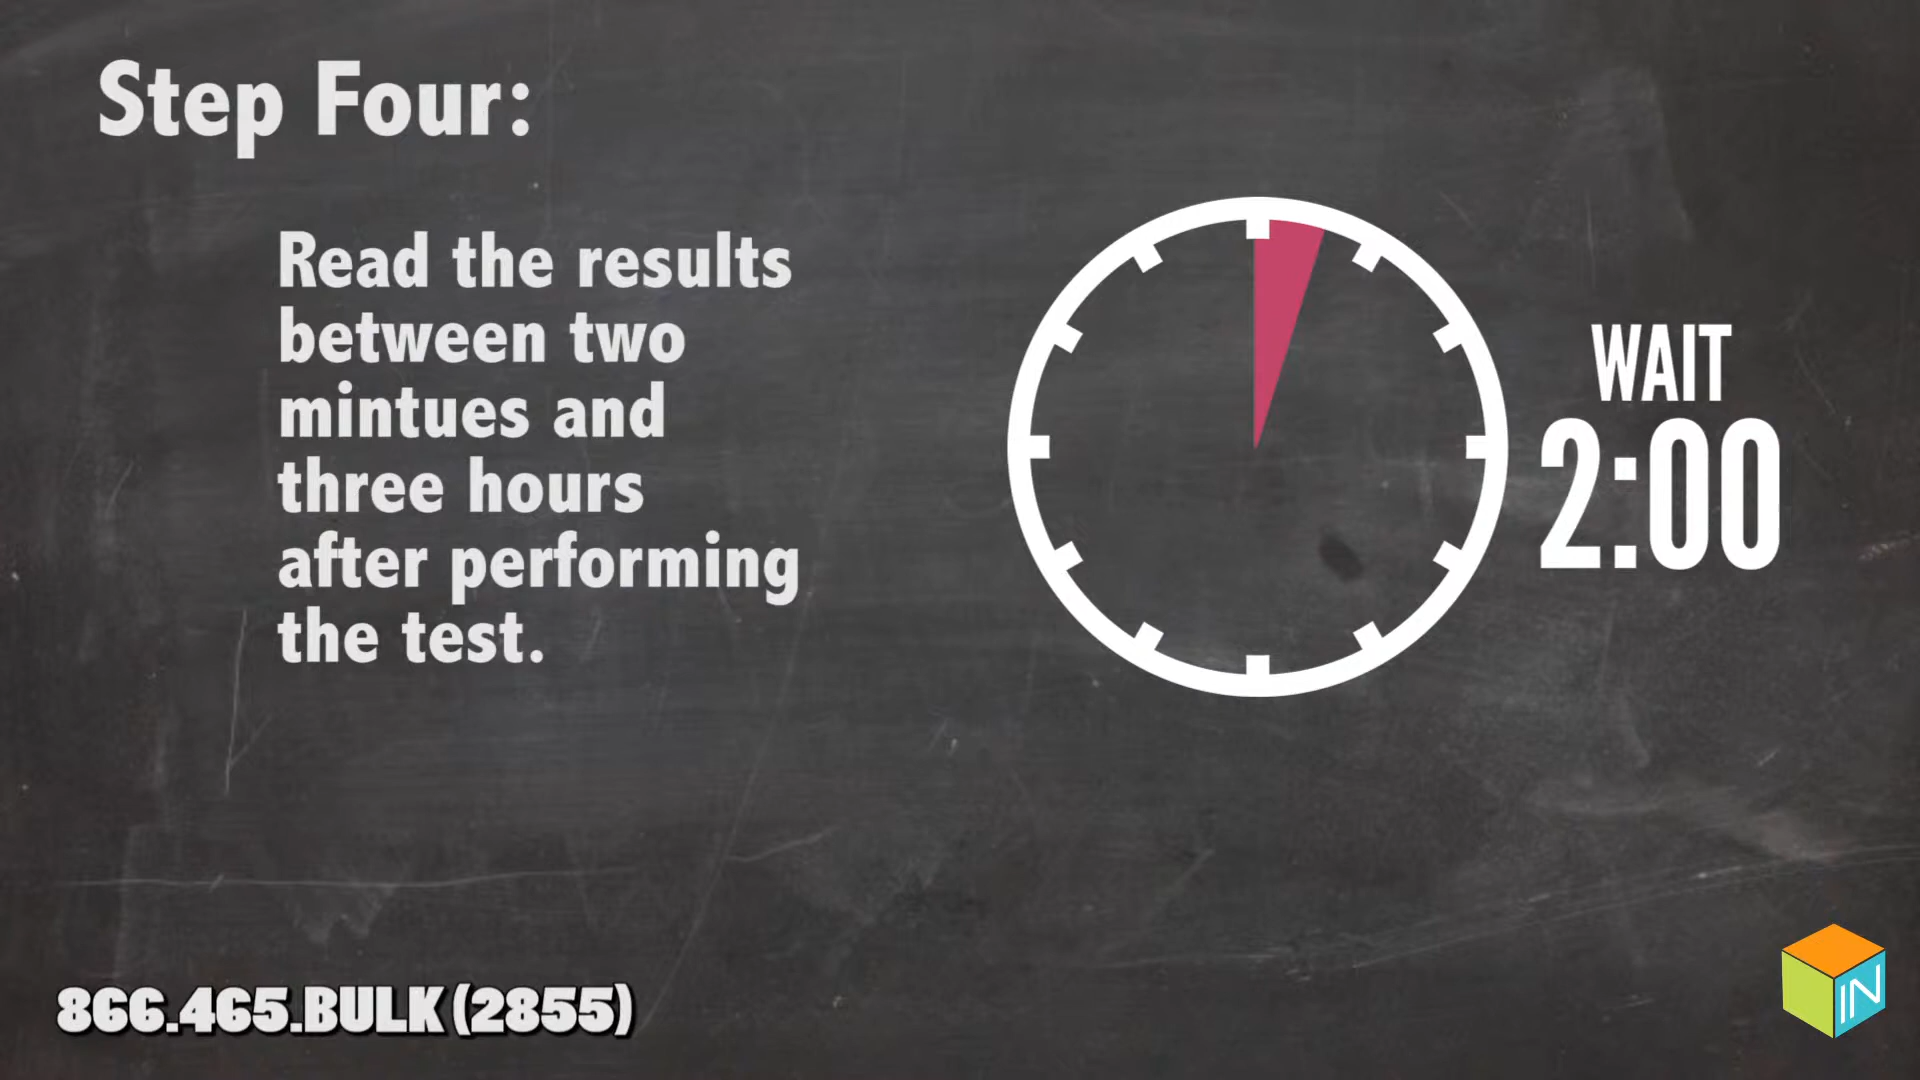 Step Four:
Read the results
between two
mintues and
three hours
after performing
the test.
WAIT
2:00
866.465.BULK (2855)
IN